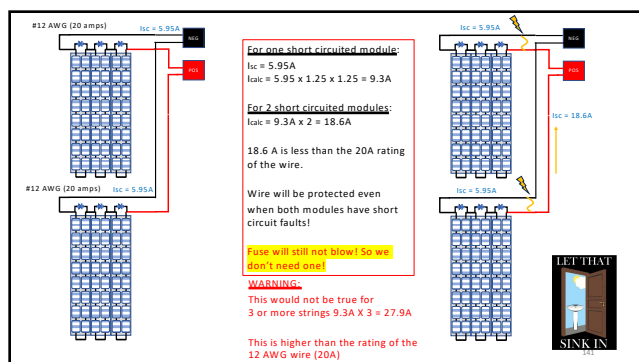 #12 AWG (20 amps)
Isc = 5.95A
NEG
POS
#12 AWG (20 amps)
Isc = 5.95A
For one short circuited module:
Isc = 5.95A
Icalc = 5.95 x 1.25 x 1.25 = 9.3A
For 2 short circuited modules:
Icalc = 9.3A x 2 = 18.6A
18.6 A is less than the 20A rating
of the wire.
Wire will be protected even
when both modules have short
circuit faults!
Fuse will still not blow! So we
don't need one!
WARNING:
This would not be true for
3 or more strings 9.3A X 3 = 27.9A
This is higher than the rating of the
12 AWG wire (20A)
Isc = 5.95A
NEG
POS
Isc = 18.6A
Isc = 5.95A
LET THAT
SINK IN
141